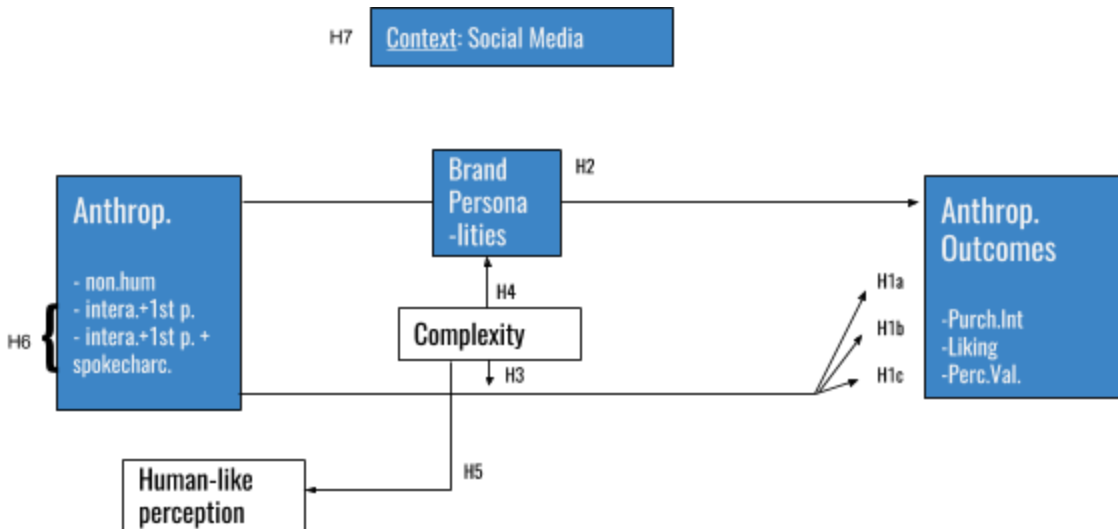 H7
Context: Social Media
Brand
Persona
-lities
H2
Anthrop.
- non.hum
- intera.+1st p.
- intera.+1st p. +
spokecharc.
H6
{
H4
Complexity
H3
H1a
H1b
H1c
Anthrop.
Outcomes
-Purch.Int
-Liking
-Perc.Val.
H5
Human-like
perception